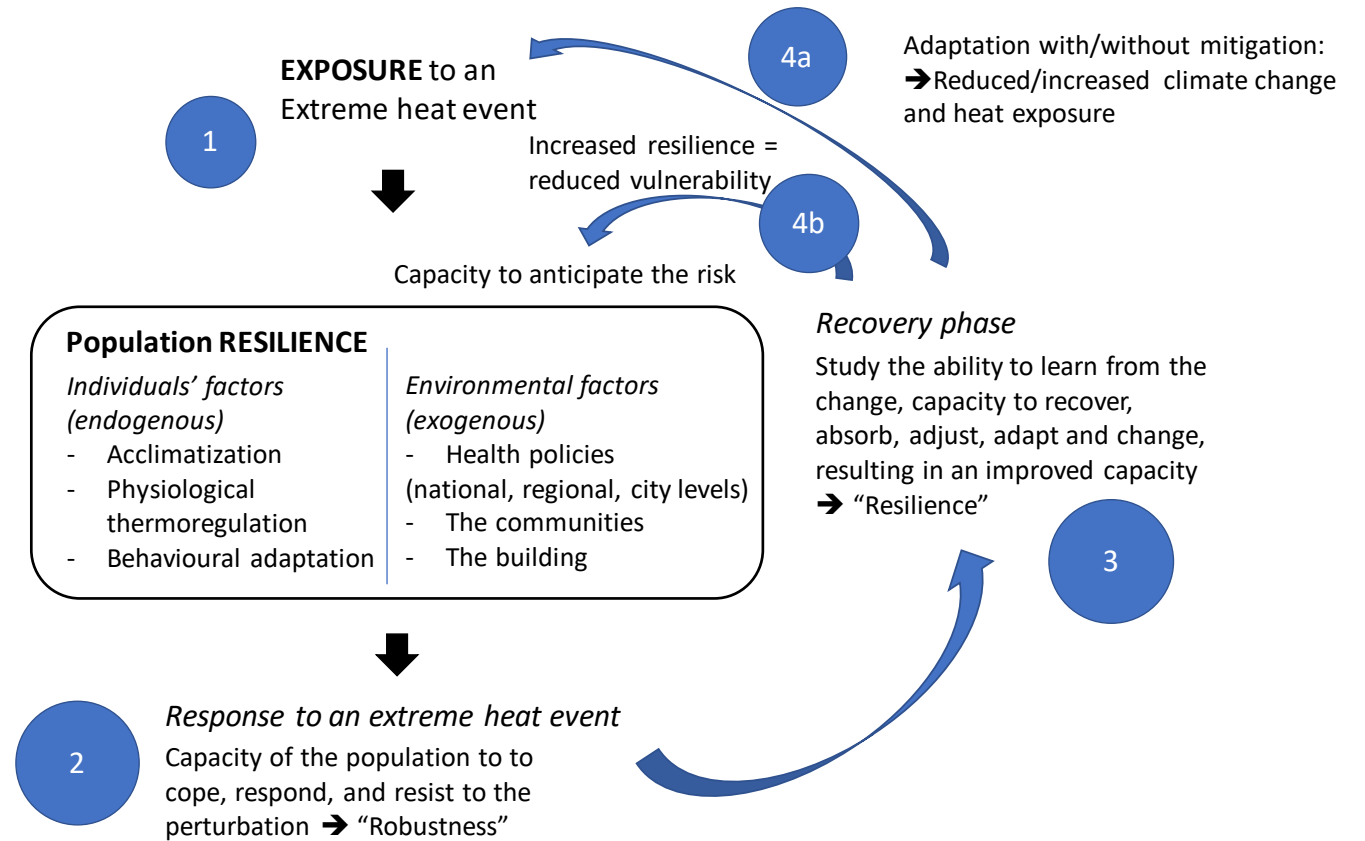 1
EXPOSURE to an
Extreme heat event
4a
Adaptation with/without mitigation:
➔Reduced/increased climate change
and heat exposure
Increased resilience =
reduced vulnerability
4b
Capacity to anticipate the risk
Population RESILIENCE
Individuals’ factors
(endogenous)
- Acclimatization
- Physiological
thermoregulation
- Behavioural adaptation
Environmental factors
(exogenous)
- Health policies
(national, regional, city levels)
- The communities
- The building
Recovery phase
Study the ability to learn from the
change, capacity to recover,
absorb, adjust, adapt and change,
resulting in an improved capacity
➔ “Resilience”
3
2
Response to an extreme heat event
Capacity of the population to to
cope, respond, and resist to the
perturbation ➔ “Robustness”